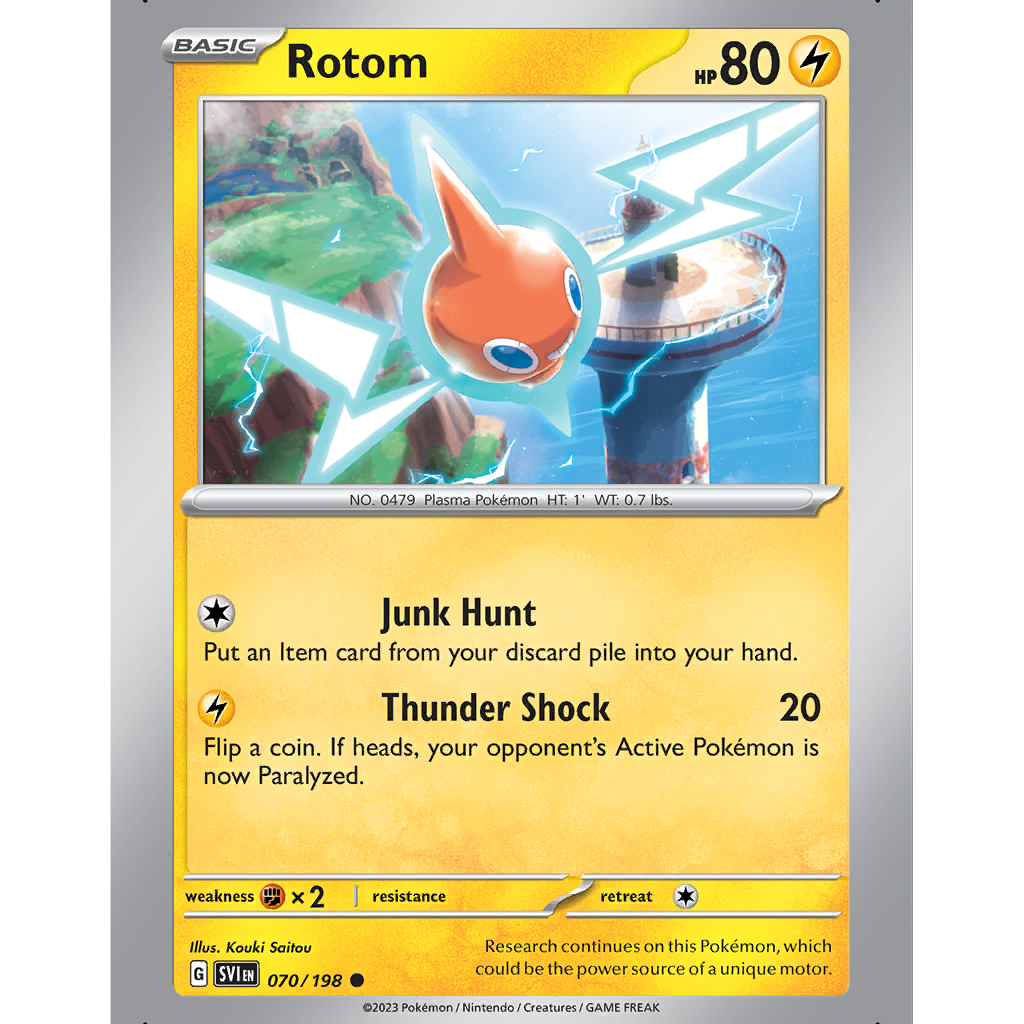 BASIC
Rotom
HP 80
NO. 0479 Plasma Pokémon HT: 1' WT: 0.7 lbs.
Junk Hunt
Put an Item card from your discard pile into your hand.
Thunder Shock 20
Flip a coin. If heads, your opponent's Active Pokémon is
now Paralyzed.
weakness ×2 resistance retreat
Illus. Kouki Saitou
G SVI EN 070/198
Research continues on this Pokémon, which
could be the power source of a unique motor.
©2023 Pokémon / Nintendo / Creatures / GAME FREAK